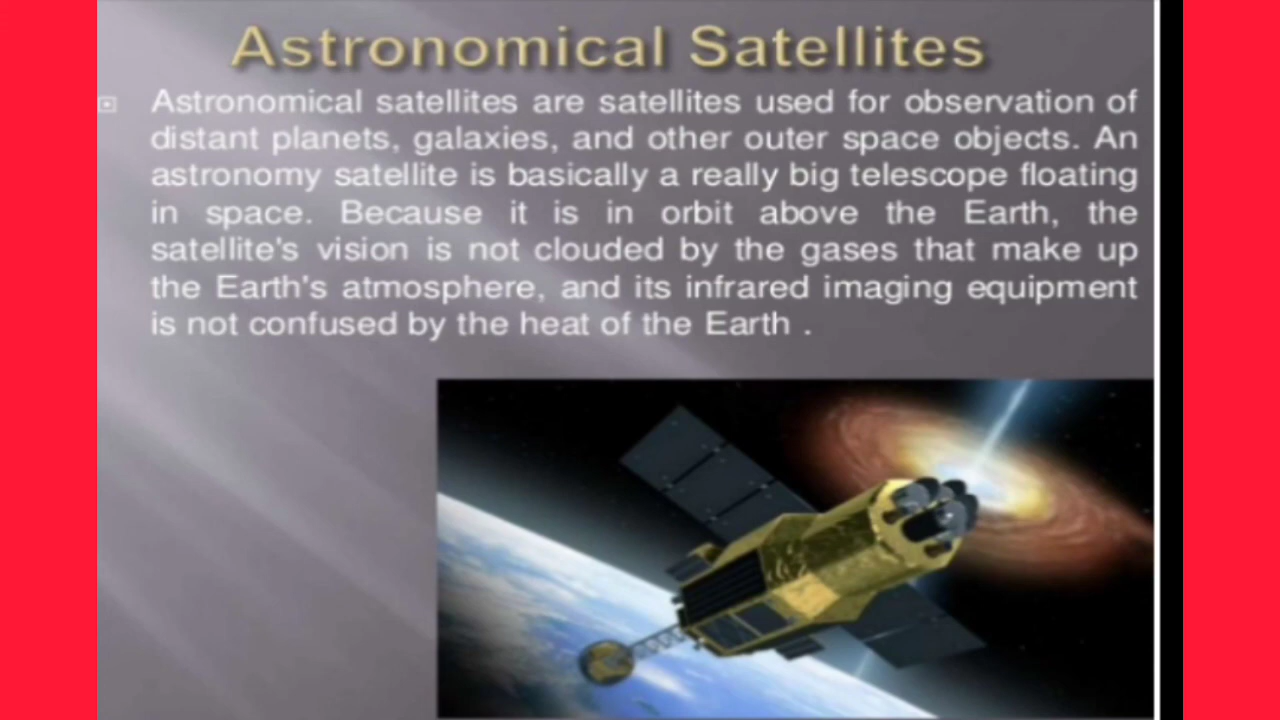 Astronomical Satellites
Astronomical satellites are satellites used for observation of
distant planets, galaxies, and other outer space objects. An
astronomy satellite is basically a really big telescope floating
in space. Because it is in orbit above the Earth, the
satellite's vision is not clouded by the gases that make up
the Earth's atmosphere, and its infrared imaging equipment
is not confused by the heat of the Earth .